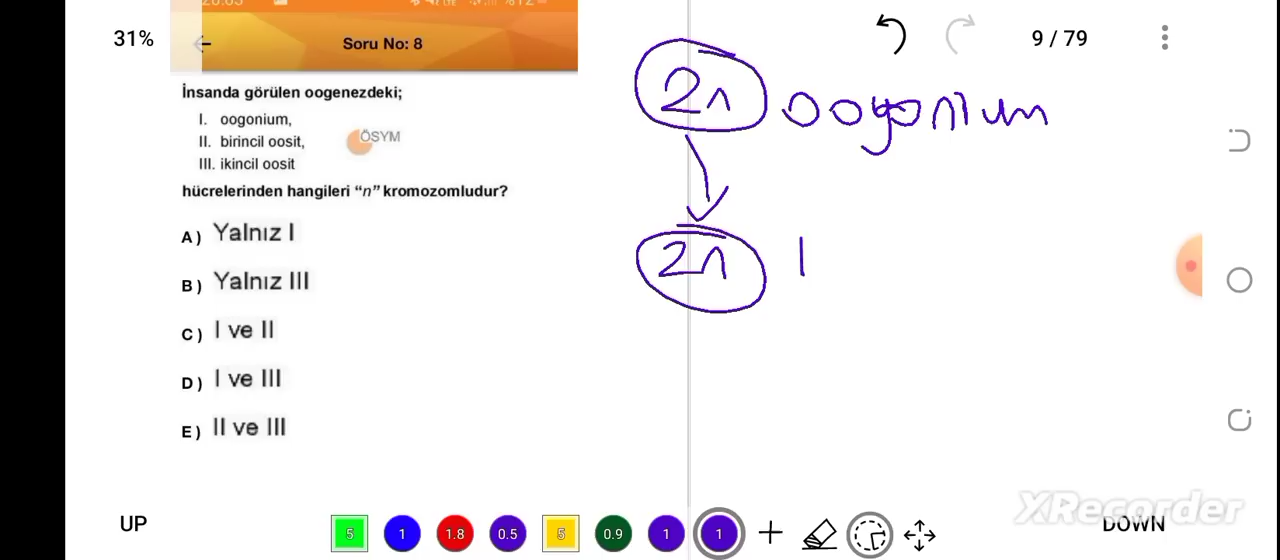 31%
Soru No: 8
9 / 79
İnsanda görülen oogenezdeki;
I. oogonium,
II. birincil oosit,
III. ikincil oosit
ÖSYM
hücrelerinden hangileri “n” kromozomludur?
A) Yalnız I
B) Yalnız III
C) I ve II
D) I ve III
E) II ve III
2n oogonium
2n I
UP
5 1 1.8 0.5 5 0.9 1 1
DOWN
XRecorder